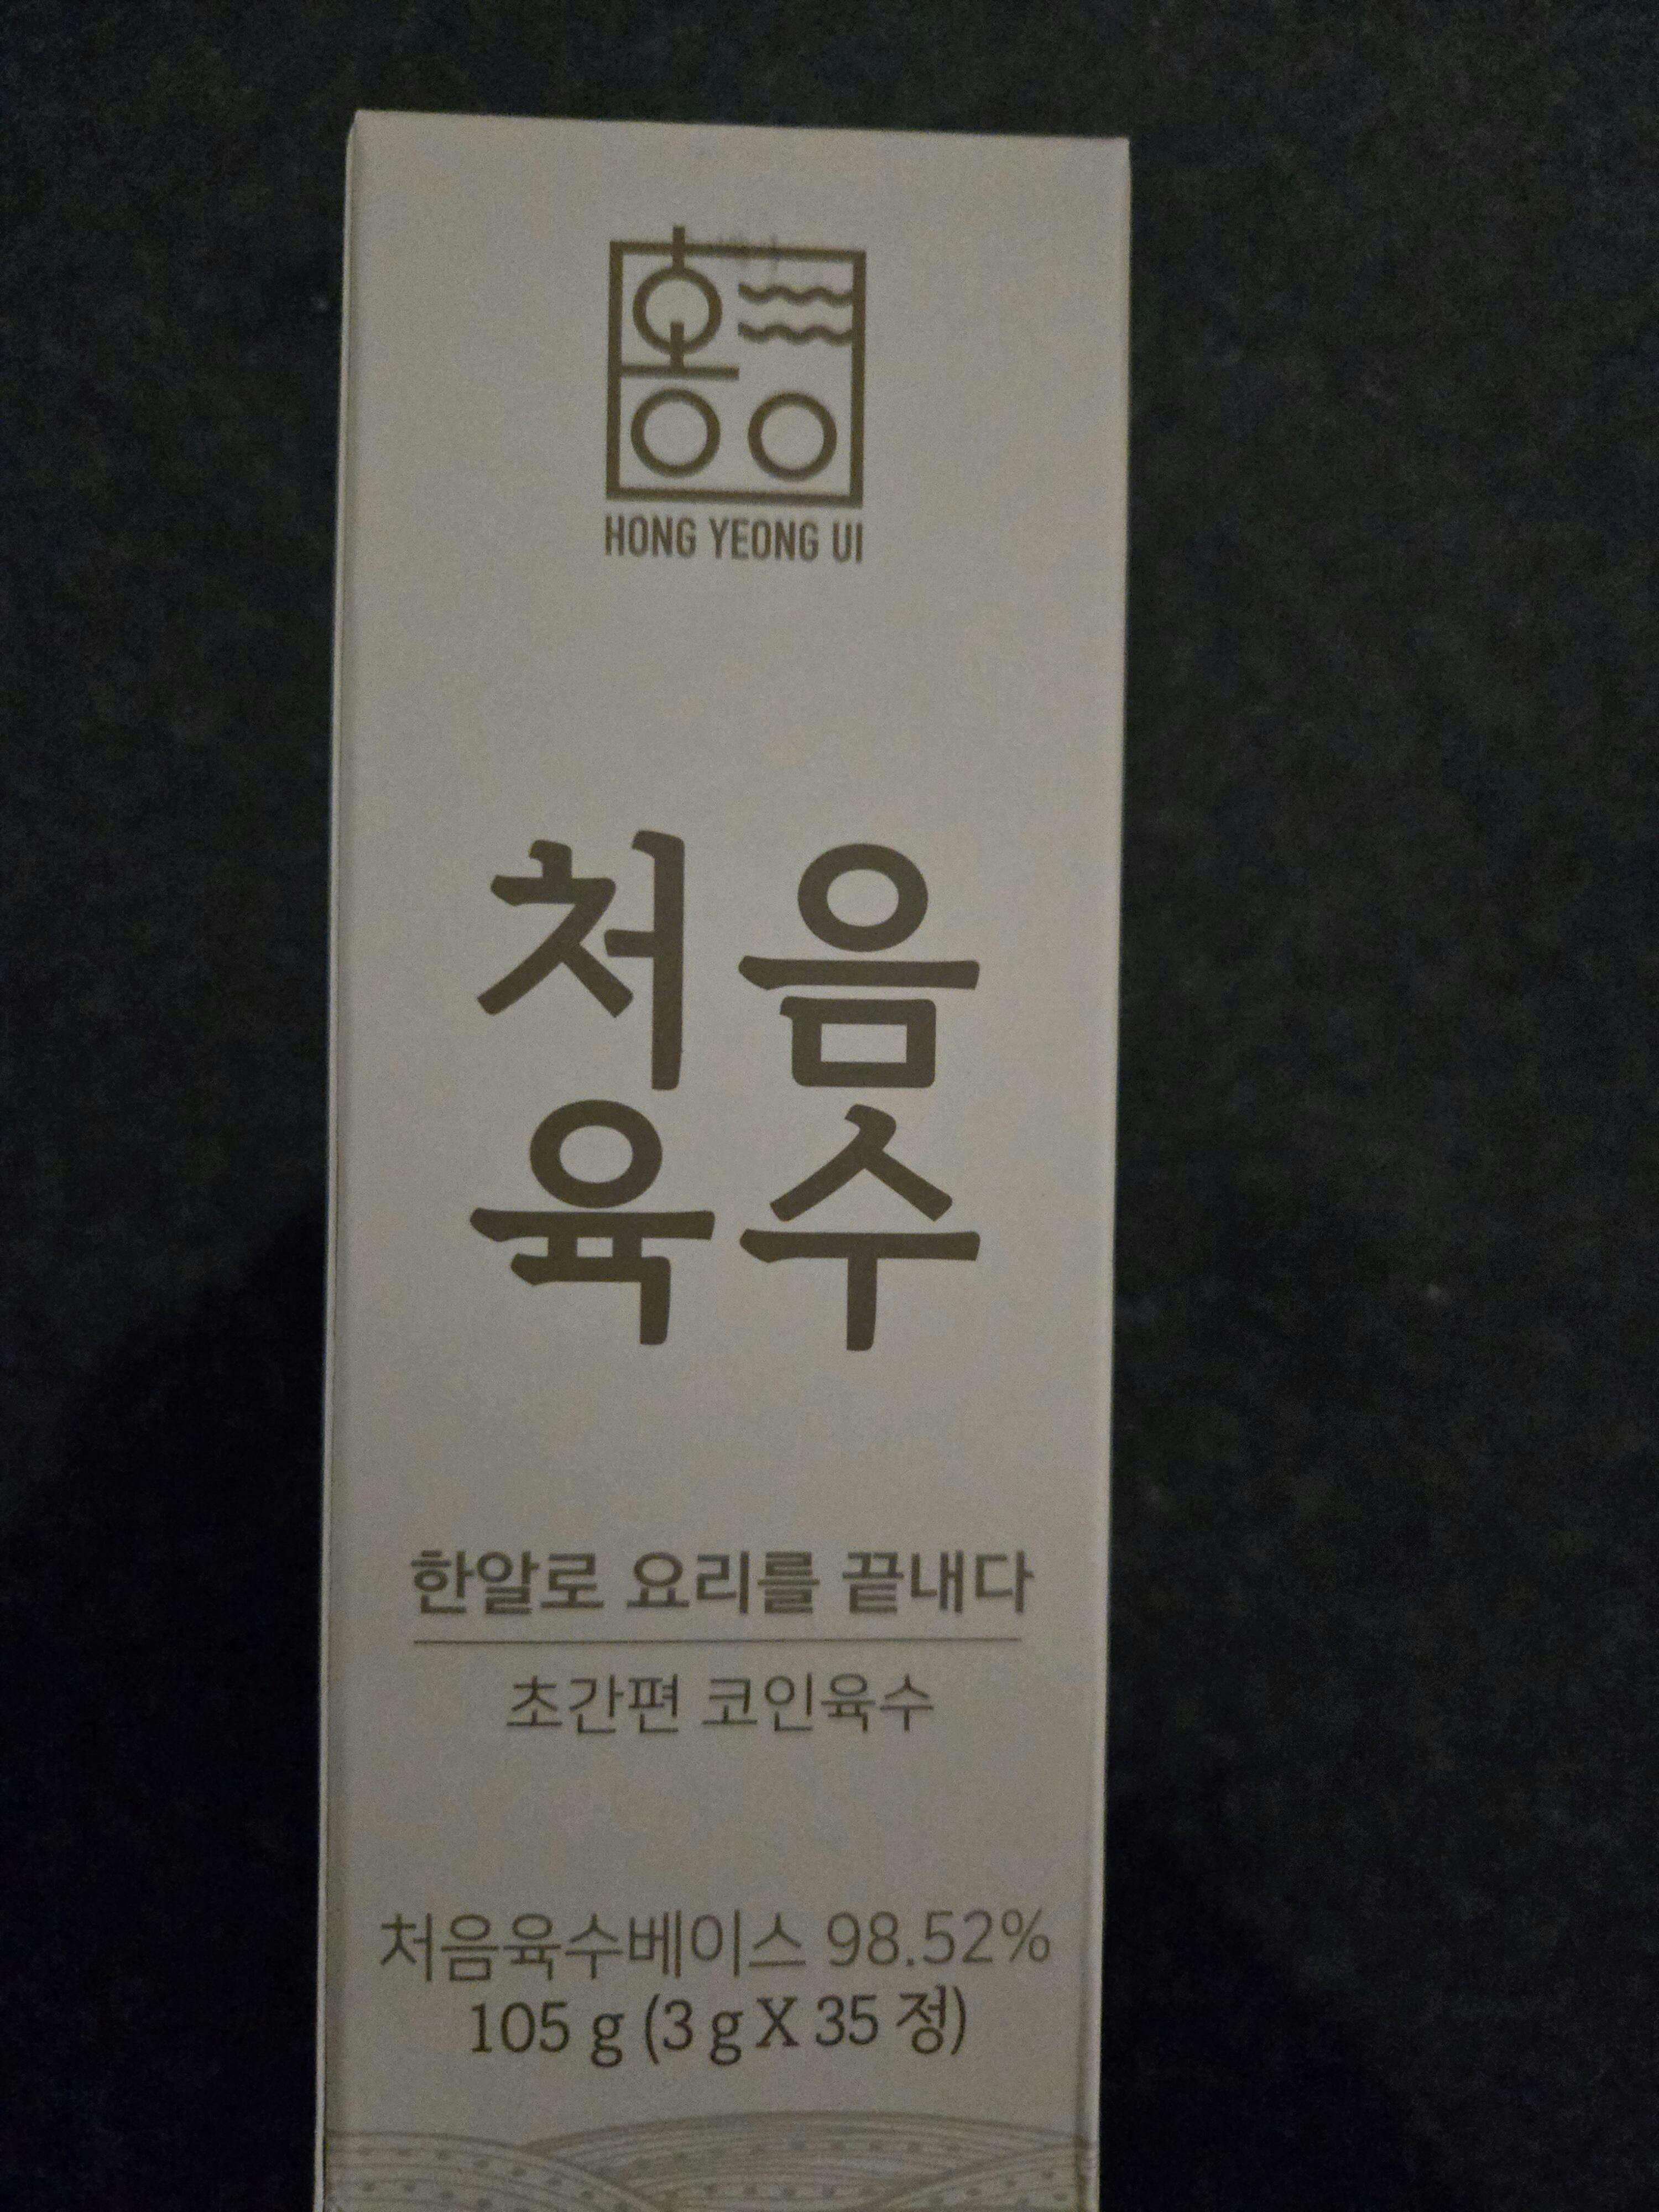 홍
HONG YEONG UI
처음
육수
한알로 요리를 끝내다
초간편 코인육수
처음육수베이스 98.52%
105 g (3 g X 35 정)